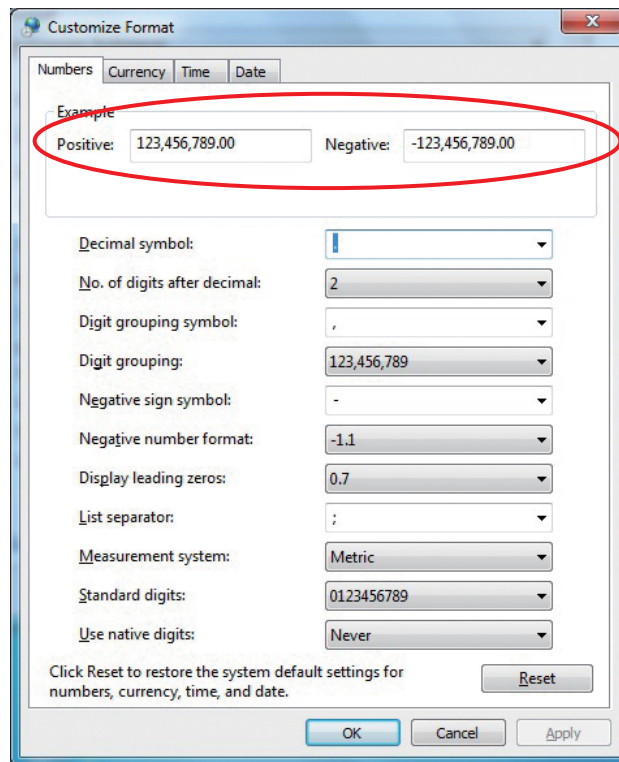 Customize Format
Numbers Currency Time Date
Example
Positive: 123,456,789.00 Negative: -123,456,789.00
Decimal symbol: .
No. of digits after decimal: 2
Digit grouping symbol: ,
Digit grouping: 123,456,789
Negative sign symbol: -
Negative number format: -1.1
Display leading zeros: 0.7
List separator: ;
Measurement system: Metric
Standard digits: 0123456789
Use native digits: Never
Click Reset to restore the system default settings for
numbers, currency, time, and date.
Reset
OK Cancel Apply